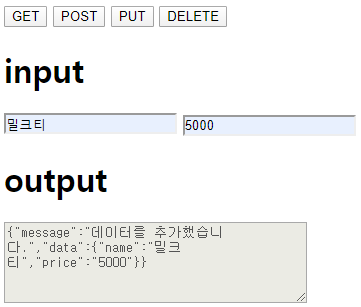 GET POST PUT DELETE
input
밀크티 5000
output
{"message":"데이터를 추가했습니
다.","data":{"name":"밀크
티","price":"5000"}}